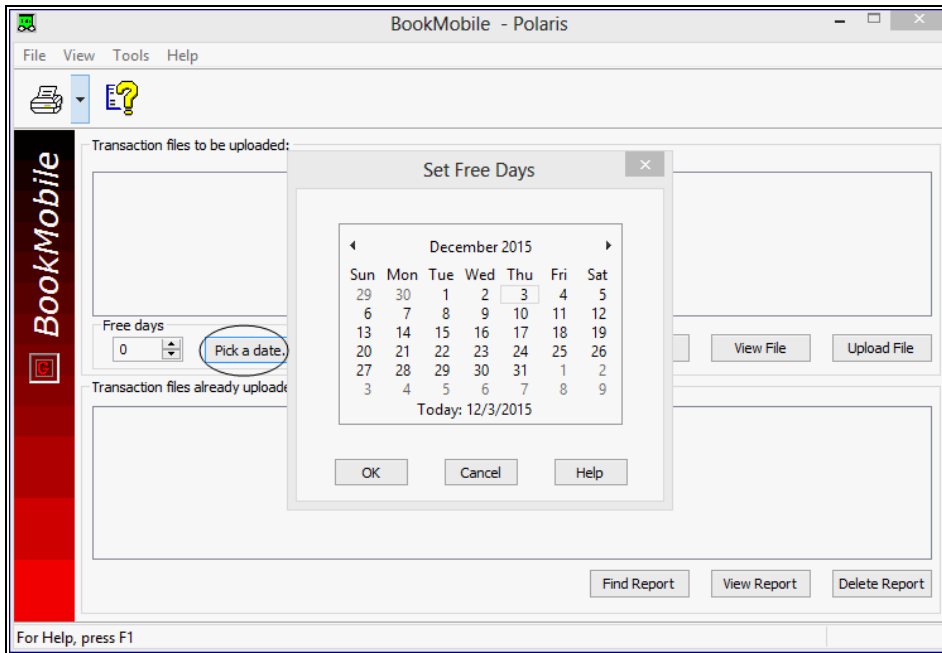 BookMobile - Polaris
File View Tools Help
BookMobile
Transaction files to be uploaded:
Set Free Days
December 2015
Sun Mon Tue Wed Thu Fri Sat
29 30 1 2 3 4 5
6 7 8 9 10 11 12
13 14 15 16 17 18 19
20 21 22 23 24 25 26
27 28 29 30 31 1 2
3 4 5 6 7 8 9
Today: 12/3/2015
OK Cancel Help
Free days
0 Pick a date.
View File Upload File
G
Transaction files already uploade
Find Report View Report Delete Report
For Help, press F1